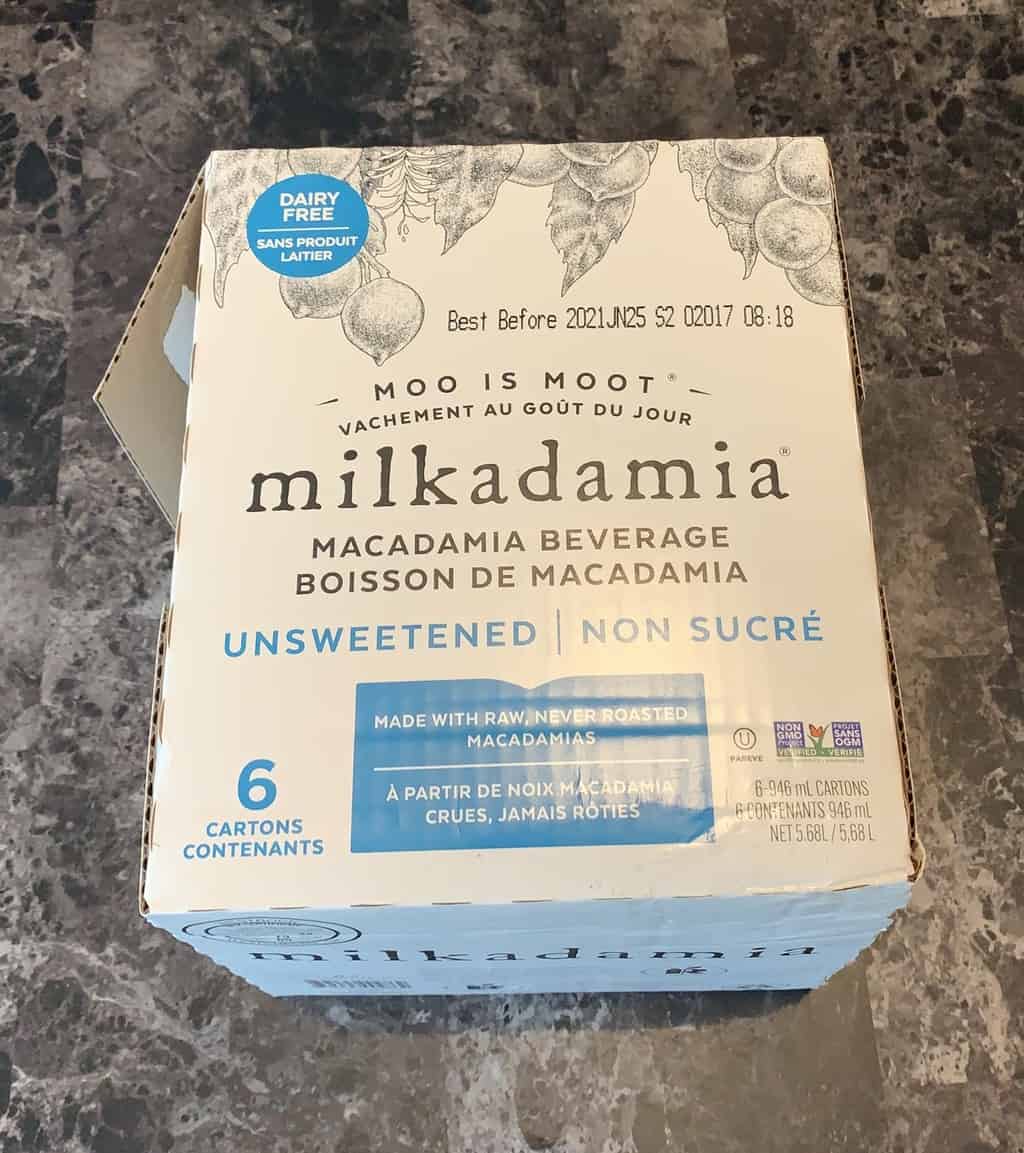 DAIRY
FREE
SANS PRODUIT
LAITIER
Best Before 2021JN25 S2 02017 08:18
MOO IS MOOT®
VACHEMENT AU GOÛT DU JOUR
milkadamia®
MACADAMIA BEVERAGE
BOISSON DE MACADAMIA
UNSWEETENED | NON SUCRÉ
MADE WITH RAW, NEVER ROASTED
MACADAMIAS
À PARTIR DE NOIX MACADAMIA
CRUES, JAMAIS RÔTIES
6
CARTONS
CONTENANTS
U
PAREVE
NON
GMO
Project
VERIFIED
PROJET
SANS
OGM
VÉRIFIÉ
6-946 mL CARTONS
6 CONTENANTS 946 mL
NET 5.68L / 5,68 L
milkadamia